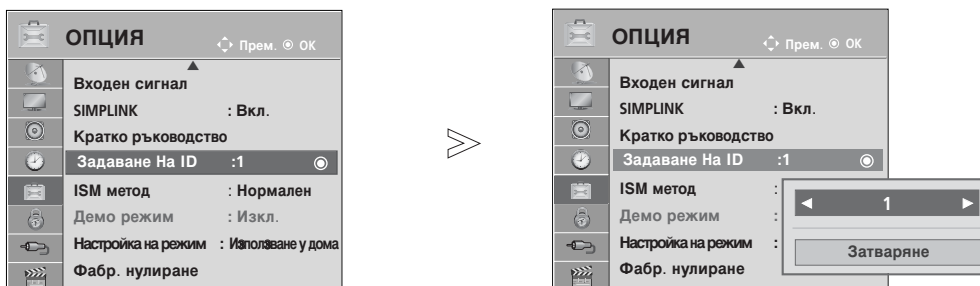 ОПЦИЯ Прем. OK
Входен сигнал
SIMPLINK : Вкл.
Кратко ръководство
Задаване На ID :1
ISM метод : Нормален
Демо режим : Изкл.
Настройка на режим : Използване у дома
Фабр. нулиране
ОПЦИЯ Прем. OK
Входен сигнал
SIMPLINK : Вкл.
Кратко ръководство
Задаване На ID :1
ISM метод :
Демо режим :
Настройка на режим :
Фабр. нулиране
1
Затваряне